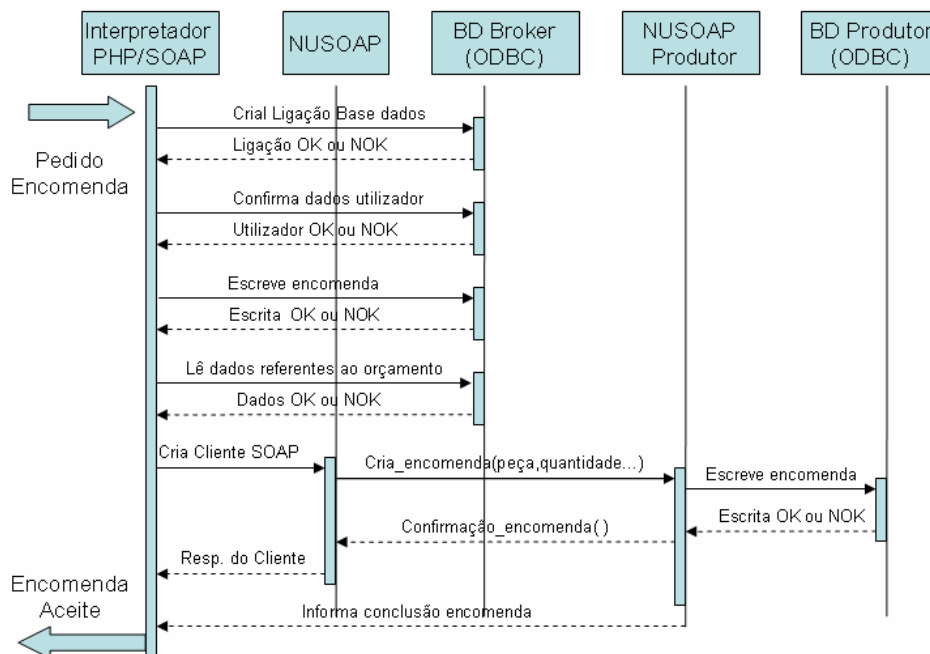 Interpretador
PHP/SOAP
NUSOAP
BD Broker
(ODBC)
NUSOAP
Produtor
BD Produtor
(ODBC)
Pedido
Encomenda
Crial Ligação Base dados
Ligação OK ou NOK
Confirma dados utilizador
Utilizador OK ou NOK
Escreve encomenda
Escrita OK ou NOK
Lê dados referentes ao orçamento
Dados OK ou NOK
Cria Cliente SOAP
Cria_encomenda(peça,quantidade...)
Escreve encomenda
Escrita OK ou NOK
Confirmação_encomenda( )
Resp. do Cliente
Encomenda
Aceite
Informa conclusão encomenda